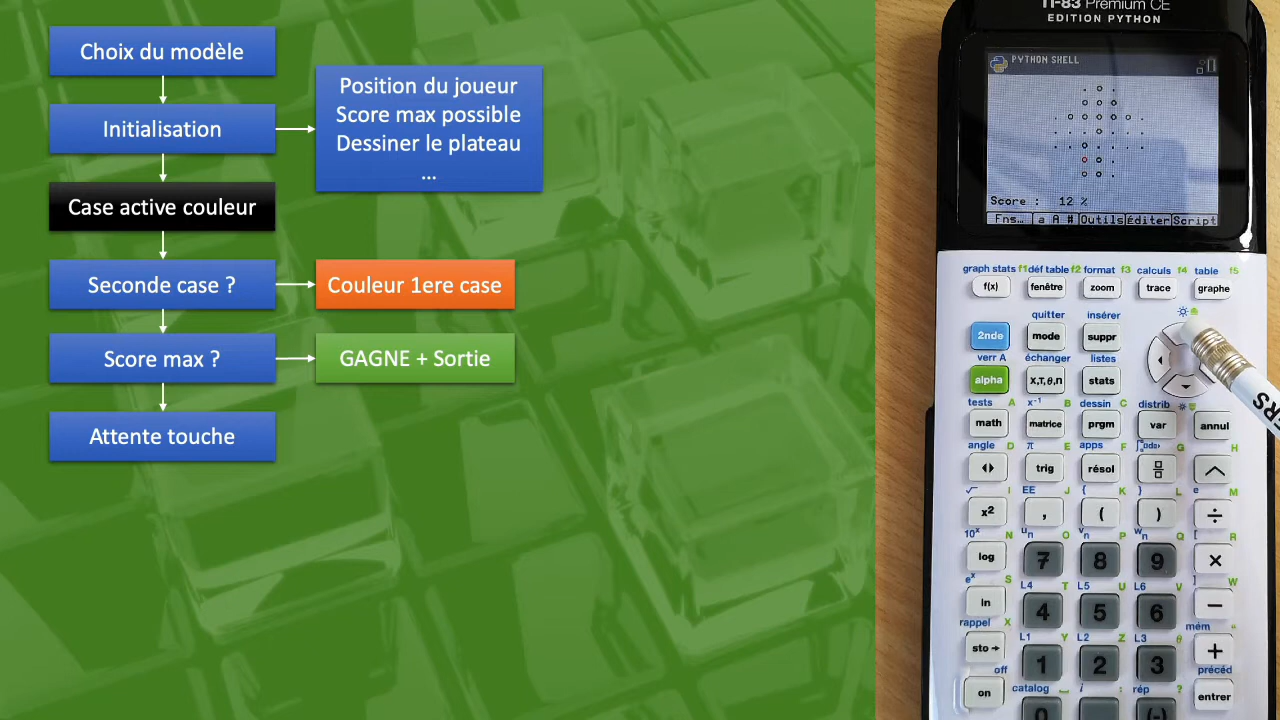 Choix du modèle
Initialisation
Position du joueur
Score max possible
Dessiner le plateau
...
Case active couleur
Seconde case ?
Couleur 1ere case
Score max ?
GAGNE + Sortie
Attente touche
TI-83 Premium CE
EDITION PYTHON
PYTHON SHELL
Score : 12 %
Fns… a A # Outils Éditer Script
graph stats f1 déf table f2 format f3 calculs f4 table f5
f(x) fenêtre zoom trace graphe
quitter insérer
2nde mode suppr
verr A échanger listes
alpha X,T,θ,n stats
tests A x⁻¹ B dessin C distrib
math matrice prgm var annul
angle D π E apps F G H
trig résol
√ I EE J { K } L e M
x² , ( ) ÷
10ˣ N uₙ O vₙ P wₙ Q [ R
log 7 8 9 ×
eˣ S L4 T L5 U L6 V ] W
ln 4 5 6 −
rappel X L1 Y L2 Z L3 θ mém "
sto→ 1 2 3 +
off catalog i : rép ? précéd
on 0 . (-) entrer
ERS